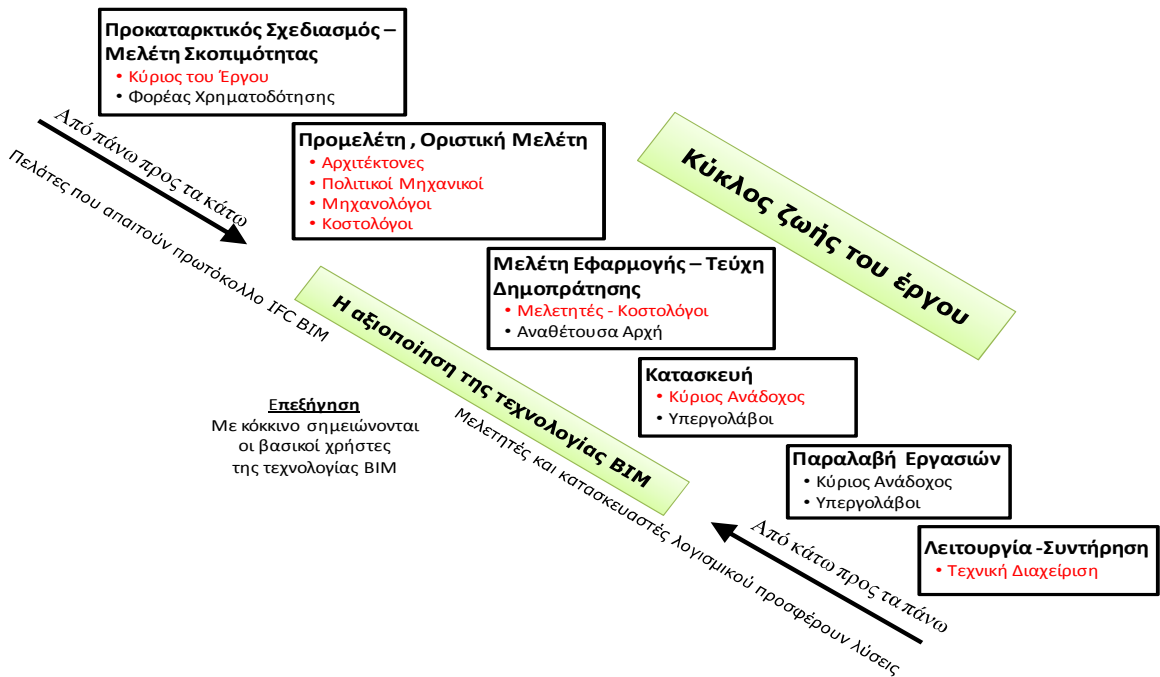 Προκαταρκτικός Σχεδιασμός –
Μελέτη Σκοπιμότητας
• Κύριος του Έργου
• Φορέας Χρηματοδότησης
Από πάνω προς τα κάτω
Πελάτες που απαιτούν πρωτόκολλο IFC BIM
Προμελέτη , Οριστική Μελέτη
• Αρχιτέκτονες
• Πολιτικοί Μηχανικοί
• Μηχανολόγοι
• Κοστολόγοι
Κύκλος ζωής του έργου
Μελέτη Εφαρμογής – Τεύχη
Δημοπράτησης
• Μελετητές - Κοστολόγοι
• Αναθέτουσα Αρχή
Η αξιοποίηση της τεχνολογίας BIM
Κατασκευή
• Κύριος Ανάδοχος
• Υπεργολάβοι
Επεξήγηση
Με κόκκινο σημειώνονται
οι βασικοί χρήστες
της τεχνολογίας BIM
Μελετητές και κατασκευαστές λογισμικού προσφέρουν λύσεις
Παραλαβή Εργασιών
• Κύριος Ανάδοχος
• Υπεργολάβοι
Από κάτω προς τα πάνω
Λειτουργία -Συντήρηση
• Τεχνική Διαχείριση